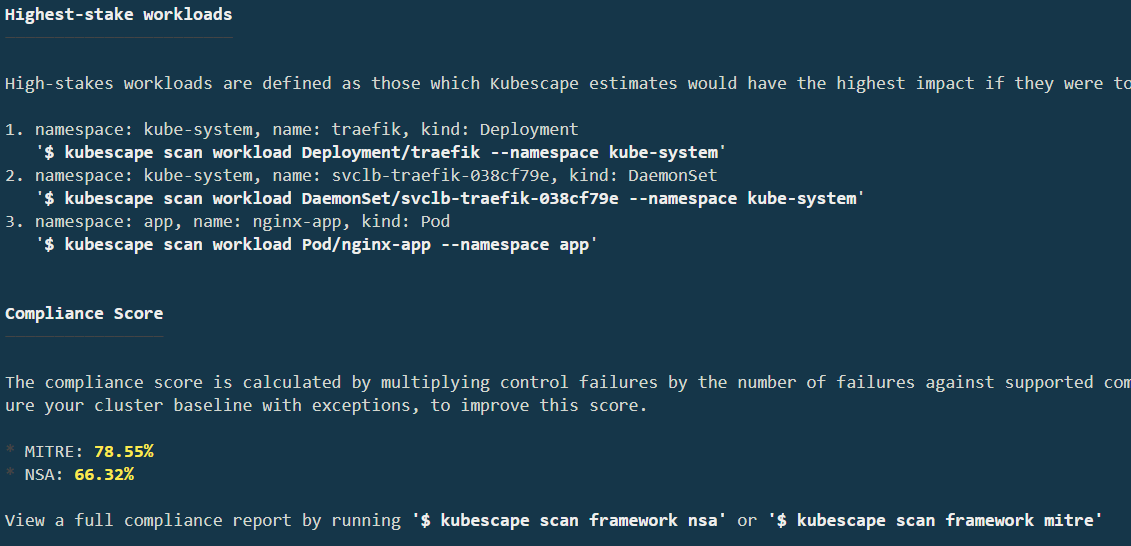 Highest-stake workloads
High-stakes workloads are defined as those which Kubescape estimates would have the highest impact if they were to
1. namespace: kube-system, name: traefik, kind: Deployment
'$ kubescape scan workload Deployment/traefik --namespace kube-system'
2. namespace: kube-system, name: svclb-traefik-038cf79e, kind: DaemonSet
'$ kubescape scan workload DaemonSet/svclb-traefik-038cf79e --namespace kube-system'
3. namespace: app, name: nginx-app, kind: Pod
'$ kubescape scan workload Pod/nginx-app --namespace app'
Compliance Score
The compliance score is calculated by multiplying control failures by the number of failures against supported com
ure your cluster baseline with exceptions, to improve this score.
* MITRE: 78.55%
* NSA: 66.32%
View a full compliance report by running '$ kubescape scan framework nsa' or '$ kubescape scan framework mitre'